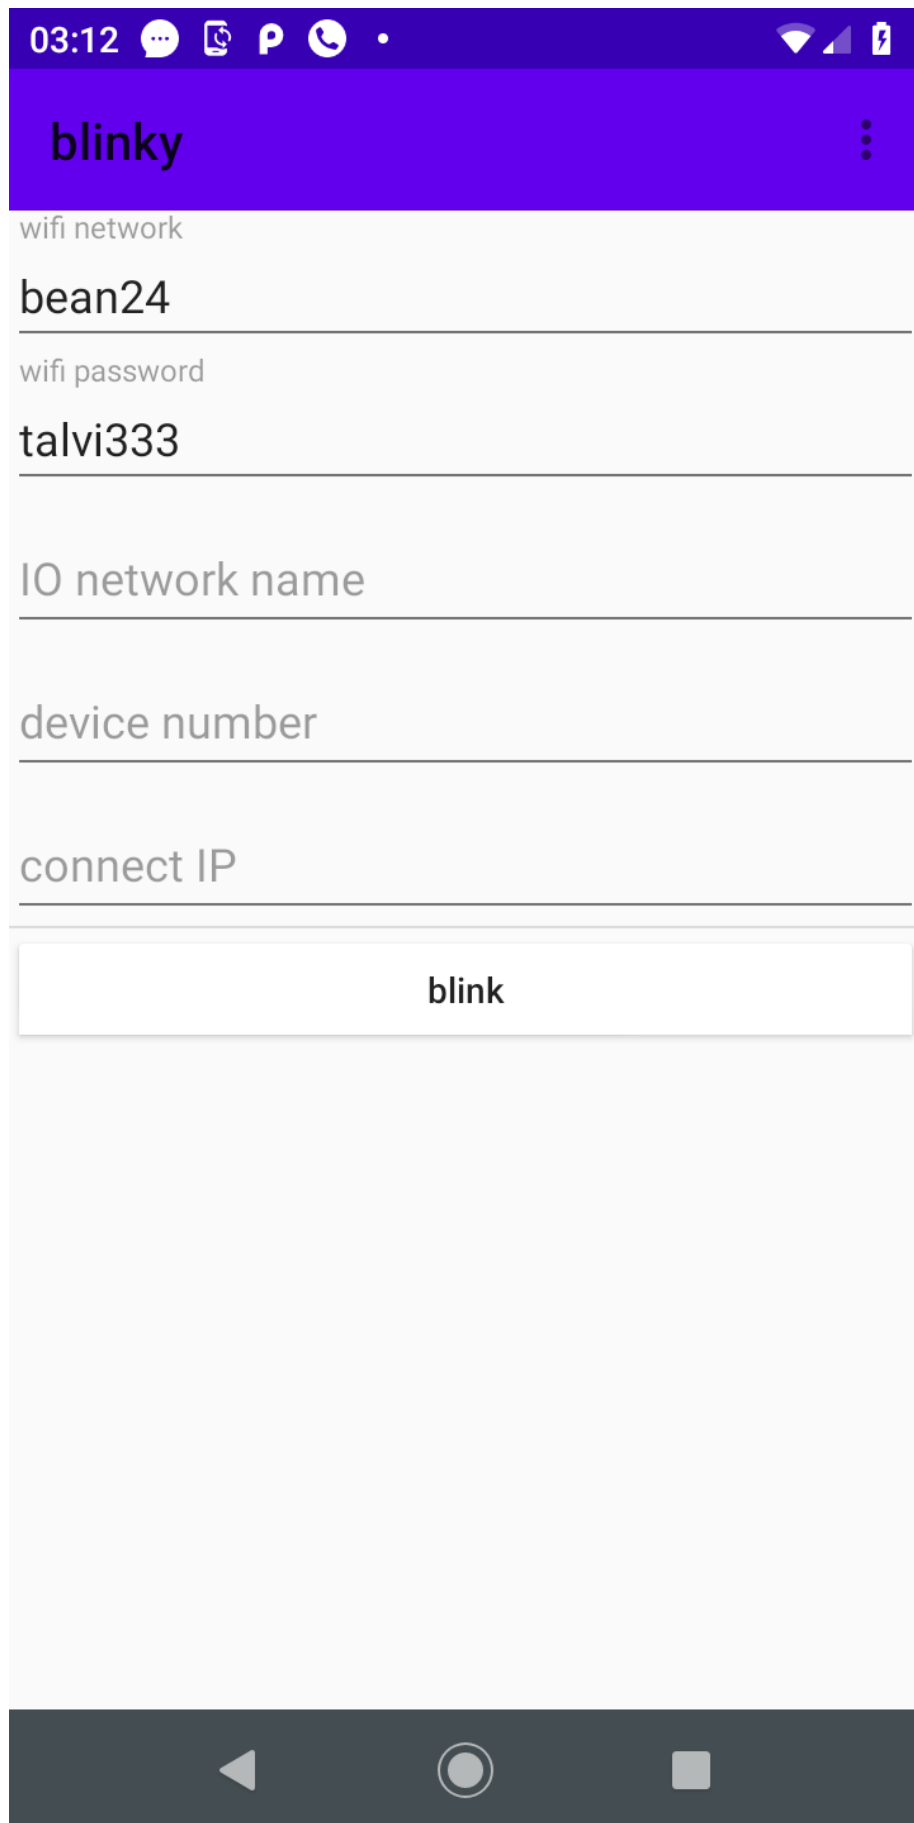 03:12
blinky
wifi network
bean24
wifi password
talvi333
IO network name
device number
connect IP
blink